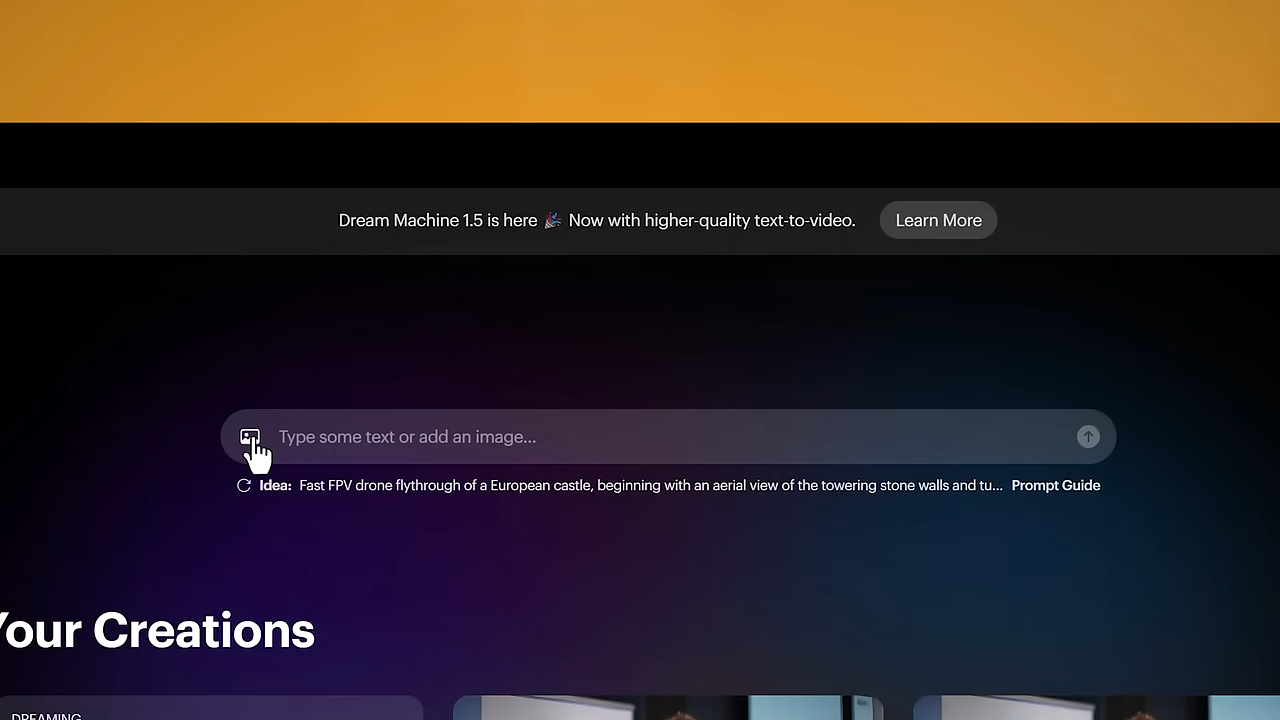 Dream Machine 1.5 is here 🎉 Now with higher-quality text-to-video. Learn More
Type some text or add an image...
Idea: Fast FPV drone flythrough of a European castle, beginning with an aerial view of the towering stone walls and tu... Prompt Guide
Your Creations
DREAMING